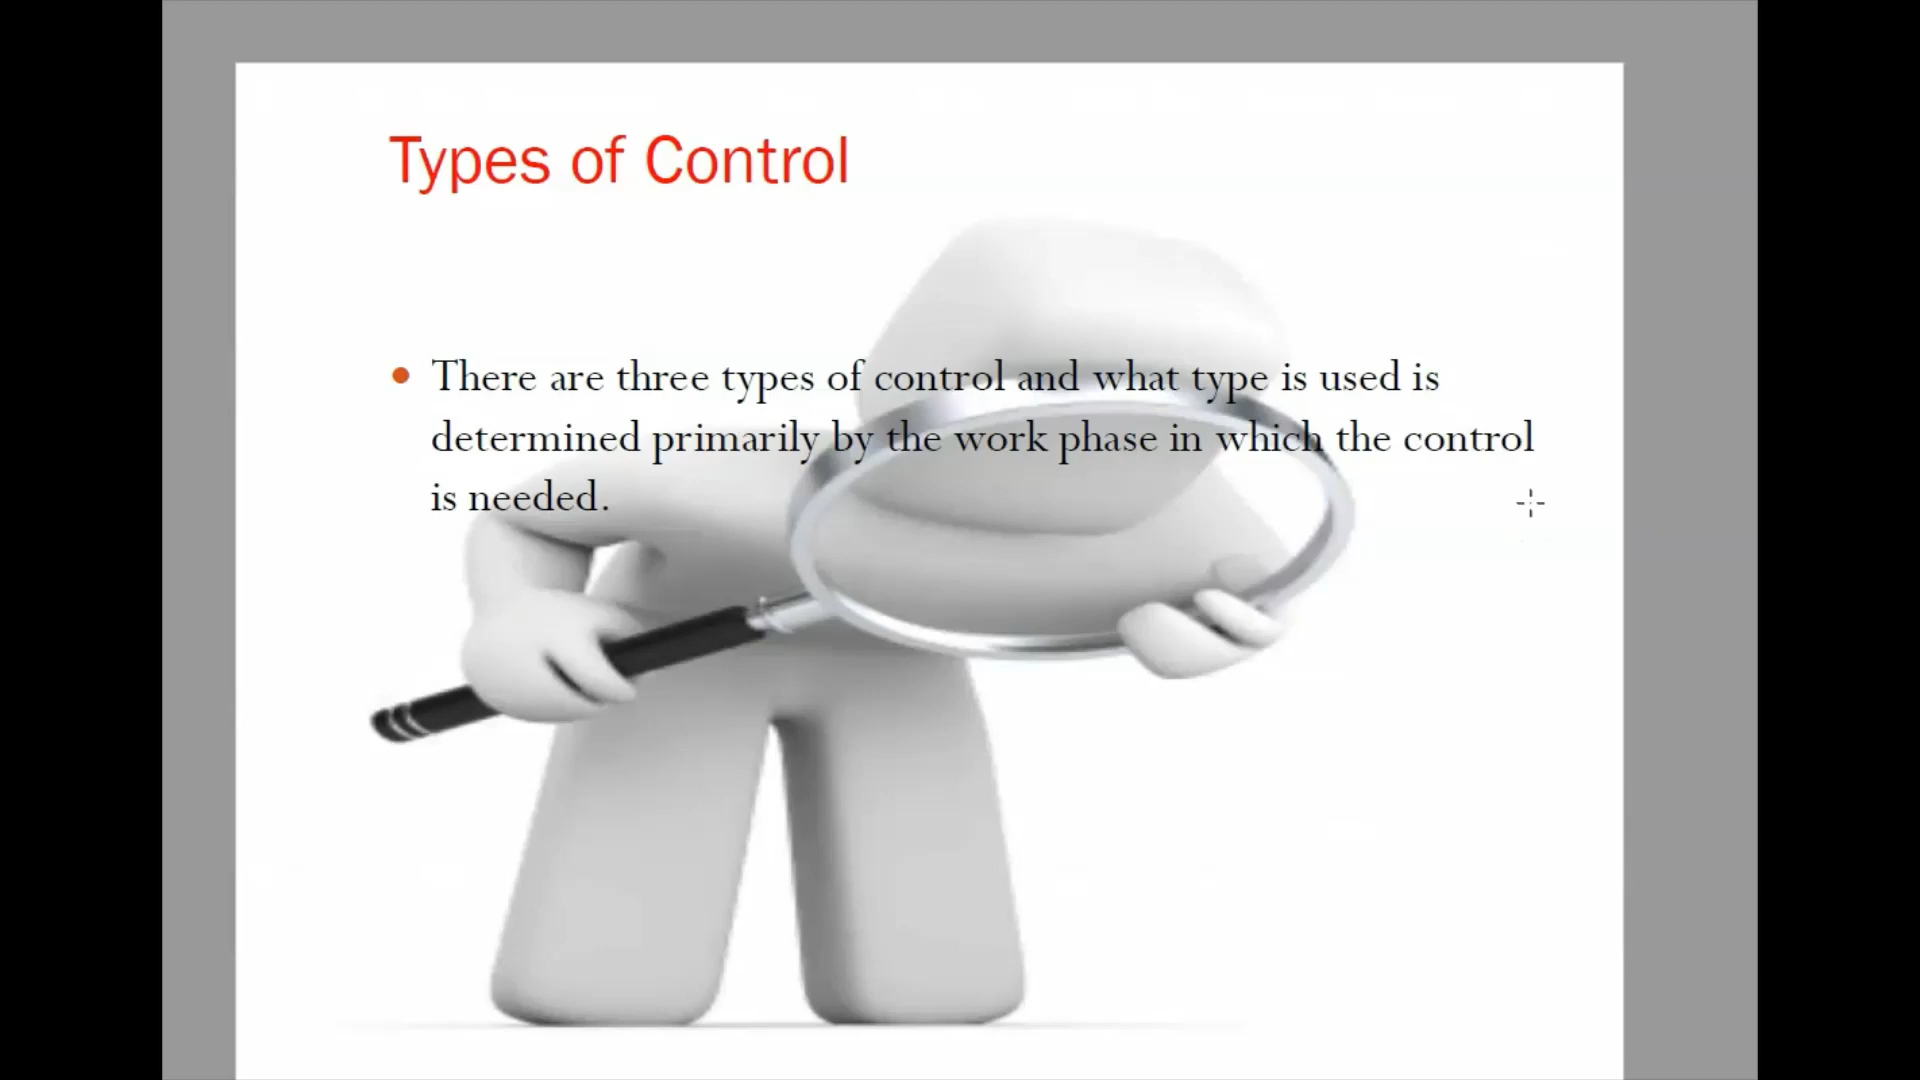 Types of Control
There are three types of control and what type is used is
determined primarily by the work phase in which the control
is needed.